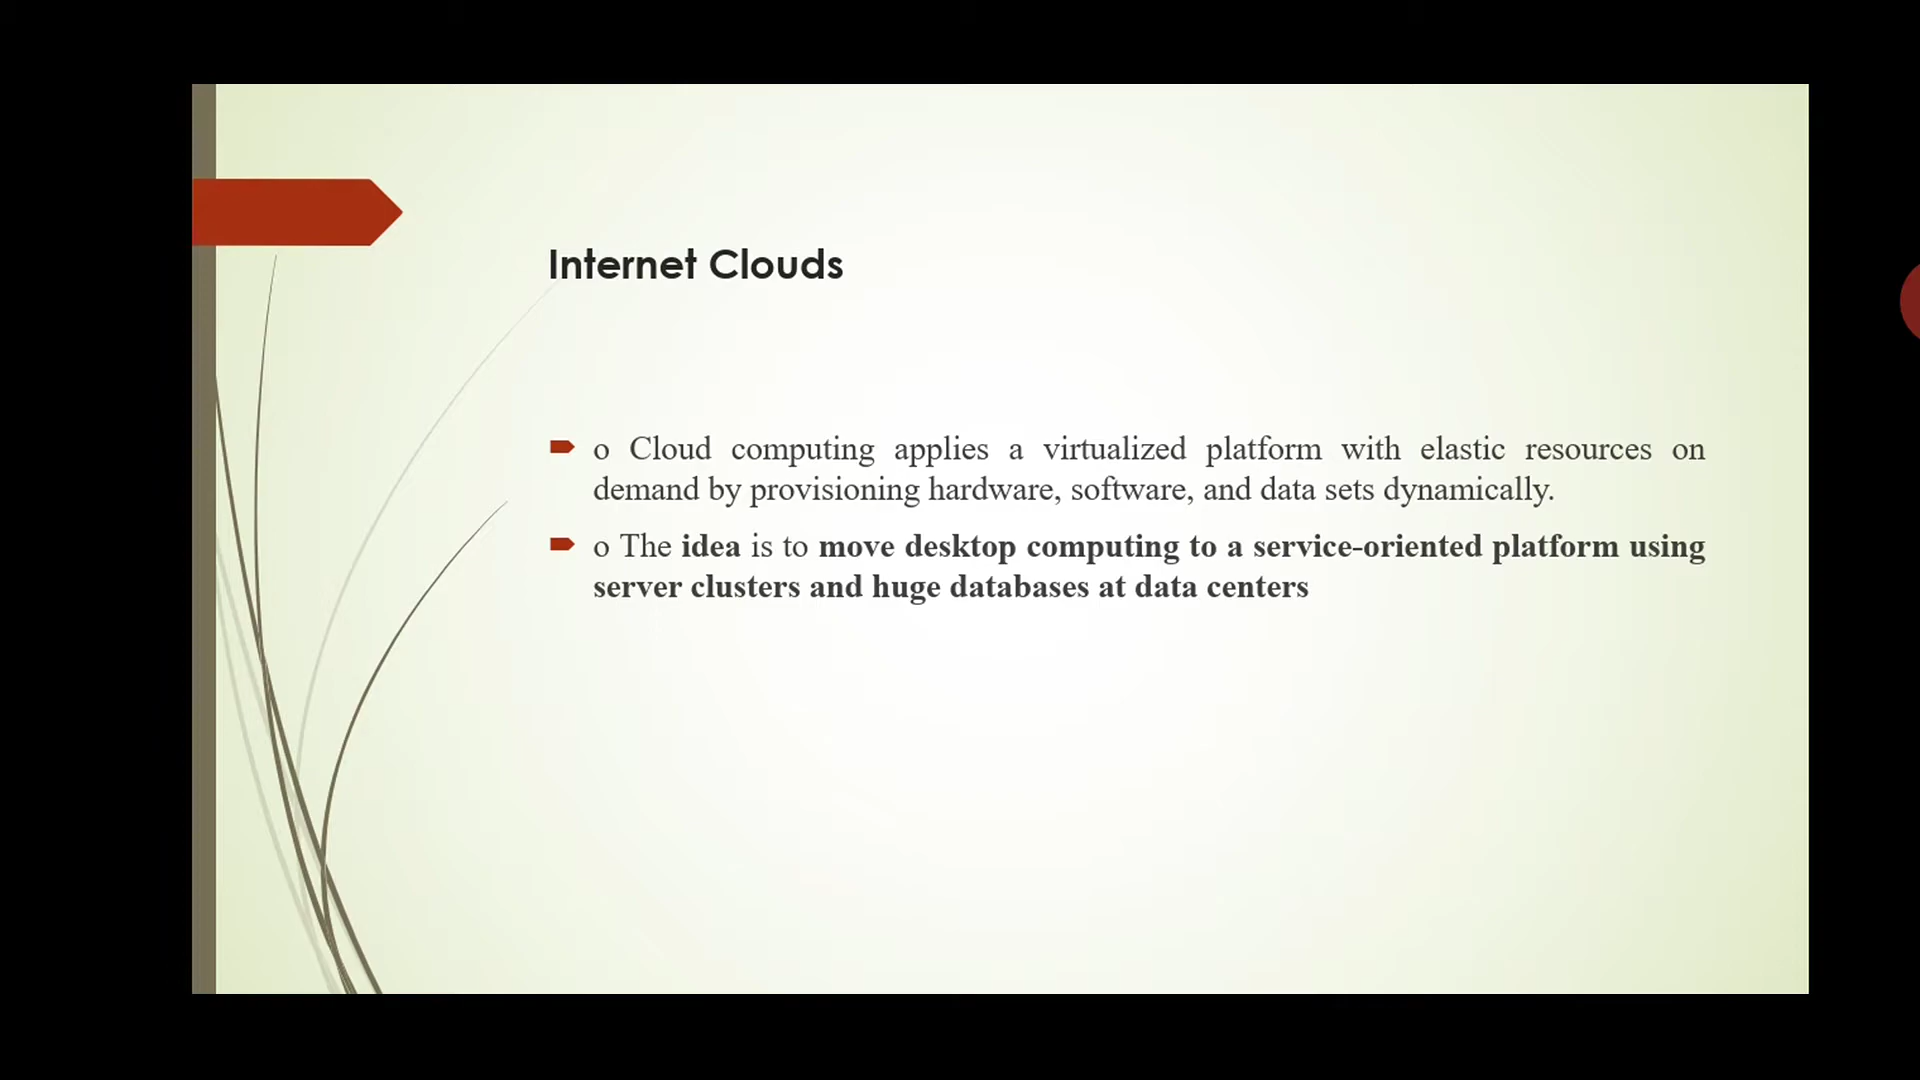 Internet Clouds
o Cloud computing applies a virtualized platform with elastic resources on
demand by provisioning hardware, software, and data sets dynamically.
o The idea is to move desktop computing to a service-oriented platform using
server clusters and huge databases at data centers